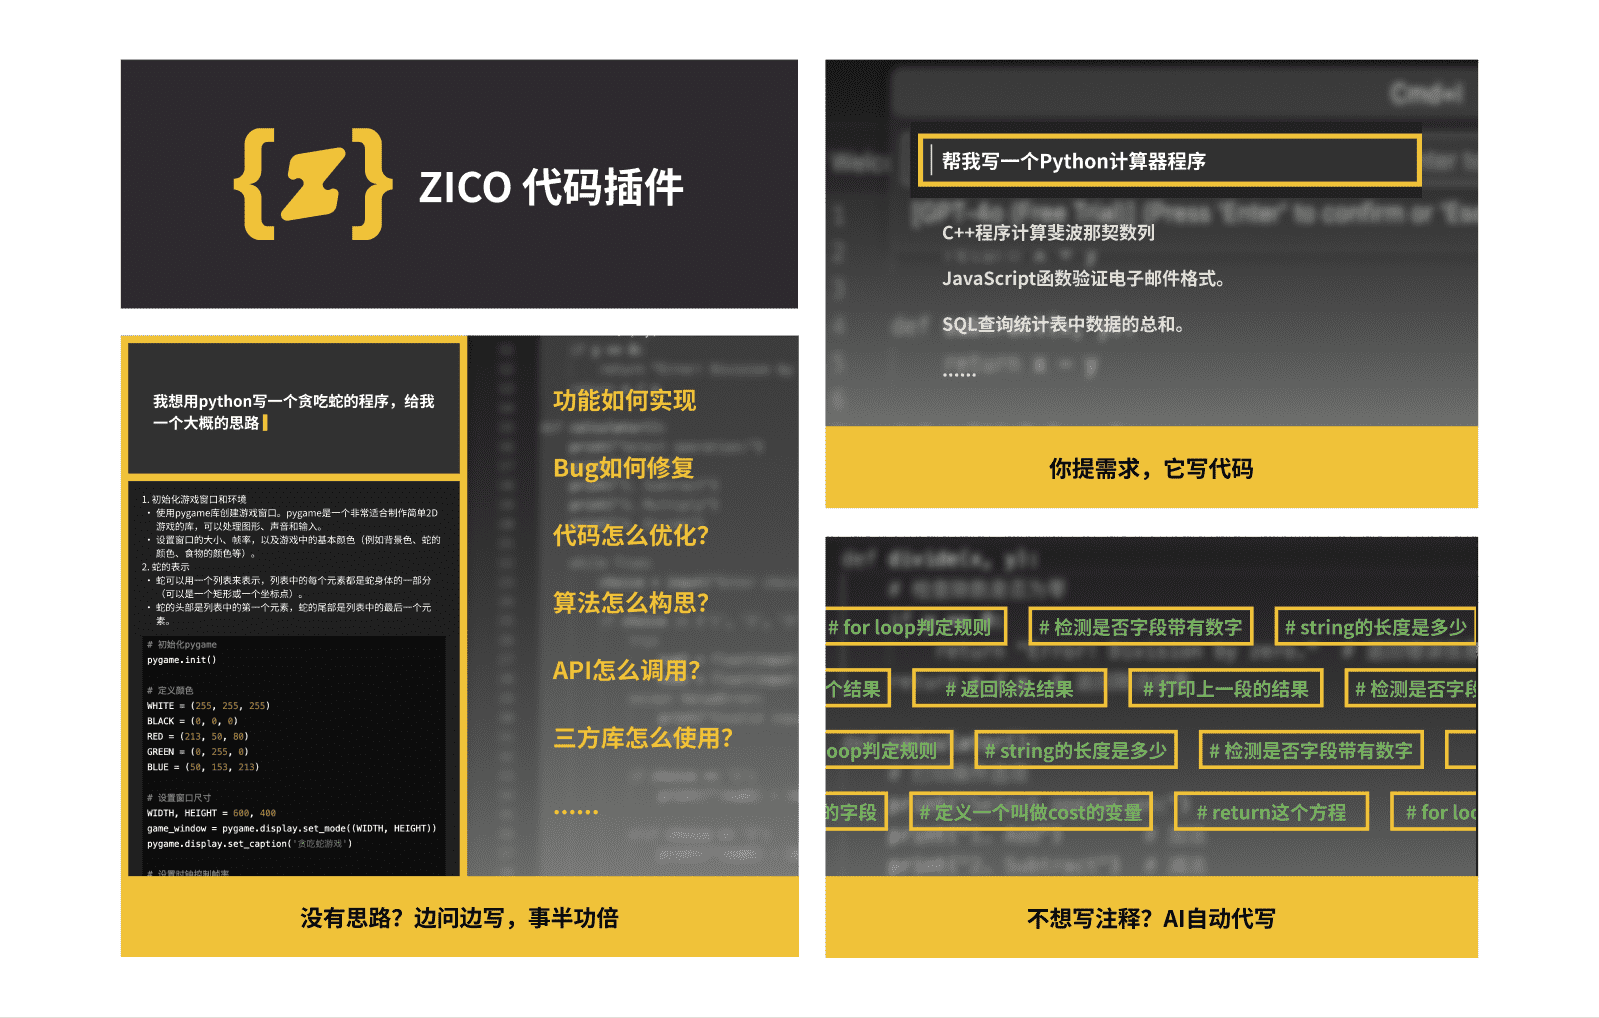 ZICO 代码插件
我想用python写一个贪吃蛇的程序，给我
一个大概的思路
1. 初始化游戏窗口和环境
• 使用pygame库创建游戏窗口。pygame是一个非常适合制作简单2D
游戏的库，可以处理图形、声音和输入。
• 设置窗口的大小、帧率，以及游戏中的基本颜色（例如背景色、蛇的
颜色、食物的颜色等）。
2. 蛇的表示
• 蛇可以用一个列表来表示，列表中的每个元素都是蛇身体的一部分
（可以是一个矩形或一个坐标点）。
• 蛇的头部是列表中的第一个元素，蛇的尾部是列表中的最后一个元
素。
# 初始化pygame
pygame.init()
# 定义颜色
WHITE = (255, 255, 255)
BLACK = (0, 0, 0)
RED = (213, 50, 80)
GREEN = (0, 255, 0)
BLUE = (50, 153, 213)
# 设置窗口尺寸
WIDTH, HEIGHT = 600, 400
game_window = pygame.display.set_mode((WIDTH, HEIGHT))
pygame.display.set_caption('贪吃蛇游戏')
# 设置时钟控制帧率
功能如何实现
Bug如何修复
代码怎么优化？
算法怎么构思？
API怎么调用？
三方库怎么使用？
······
没有思路？边问边写，事半功倍
Cmd+I
帮我写一个Python计算器程序
[GPT-4o (Free Trial)] (Press 'Enter' to confirm or 'Esc
C++程序计算斐波那契数列
JavaScript函数验证电子邮件格式。
SQL查询统计表中数据的总和。
return x - y
······
你提需求，它写代码
def divide(x, y):
# for loop判定规则 # 检测是否字段带有数字 # string的长度是多少
个结果 # 返回除法结果 # 打印上一段的结果 # 检测是否字段
oop判定规则 # string的长度是多少 # 检测是否字段带有数字
的字段 # 定义一个叫做cost的变量 # return这个方程 # for loo
不想写注释？AI自动代写